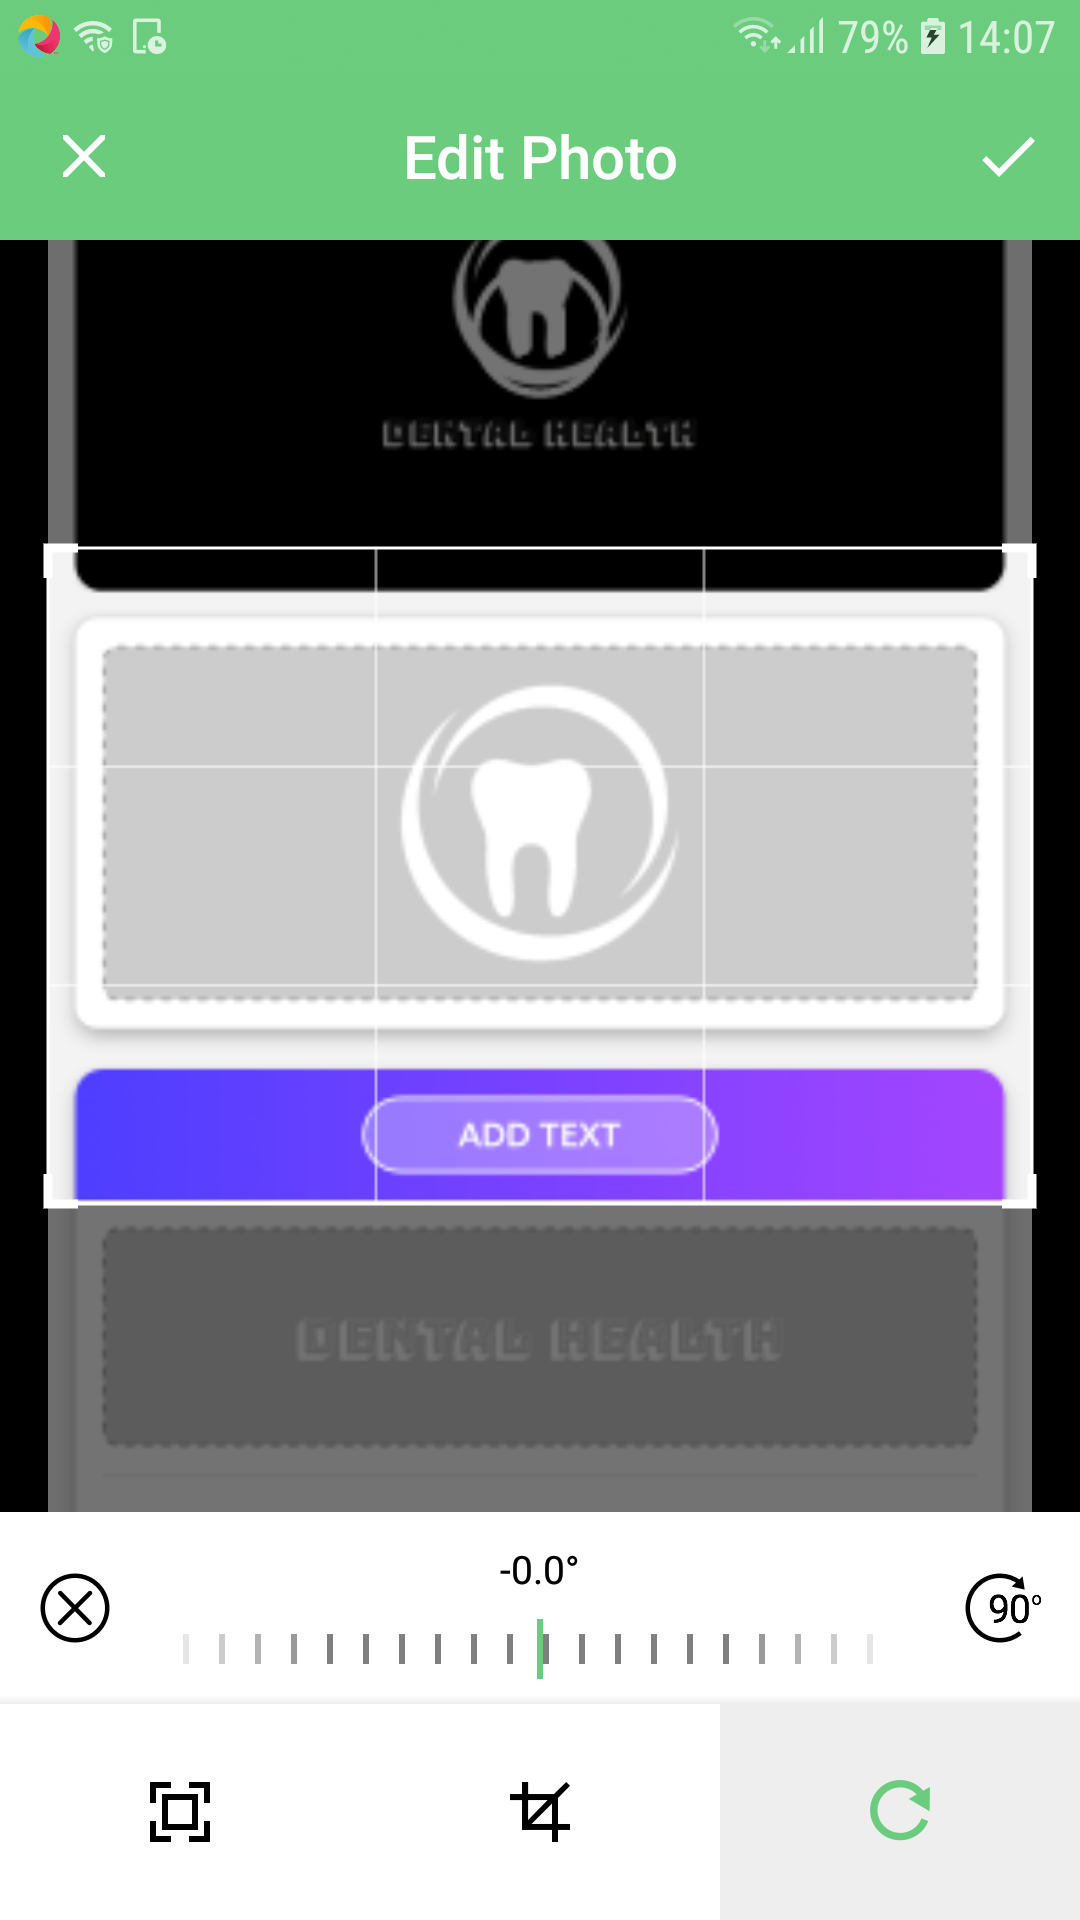 79% 14:07
Edit Photo
DENTAL HEALTH
ADD TEXT
DENTAL HEALTH
-0.0°
90°